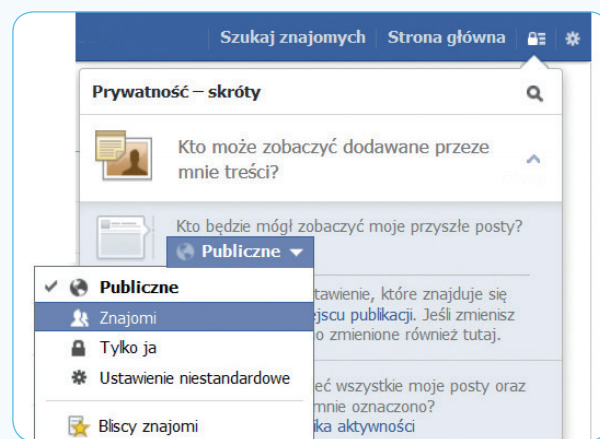 Szukaj znajomych Strona główna
Prywatność – skróty
Kto może zobaczyć dodawane przeze
mnie treści?
Kto będzie mógł zobaczyć moje przyszłe posty?
Publiczne
Publiczne
Znajomi
Tylko ja
Ustawienie niestandardowe
Bliscy znajomi
tawienie, które znajduje się
jscu publikacji. Jeśli zmienisz
o zmienione również tutaj.
eć wszystkie moje posty oraz
mnie oznaczono?
ika aktywności